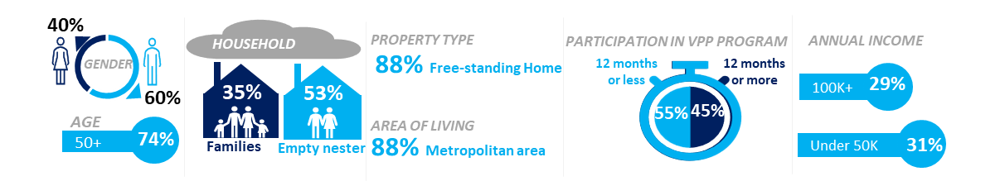 40%
GENDER
60%
AGE
50+
74%
HOUSEHOLD
35%
53%
Families
Empty nester
PROPERTY TYPE
88% Free-standing Home
AREA OF LIVING
88% Metropolitan area
PARTICIPATION IN VPP PROGRAM
12 months
or less
12 months
or more
55%
45%
ANNUAL INCOME
100K+
29%
Under 50K
31%